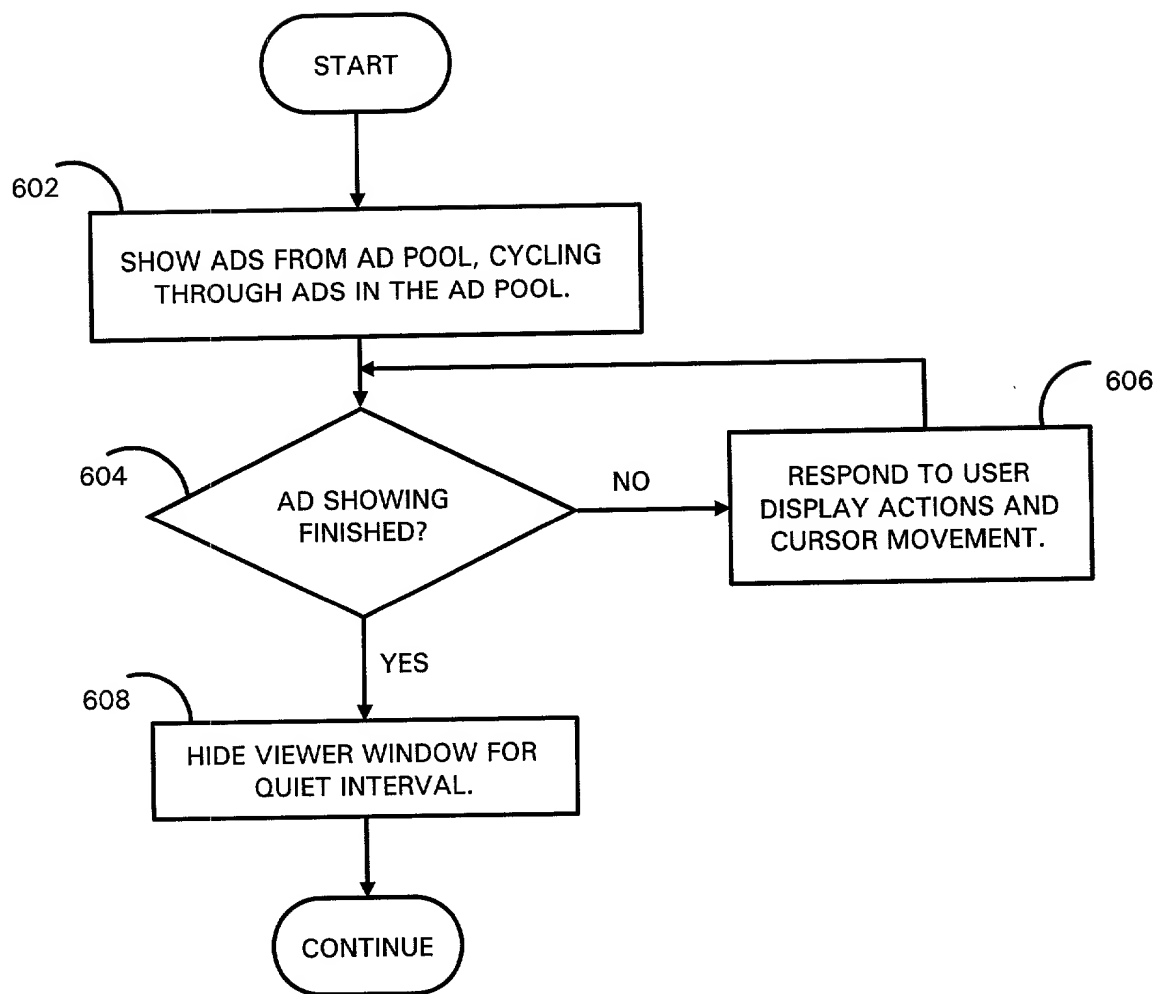 START
602
SHOW ADS FROM AD POOL, CYCLING
THROUGH ADS IN THE AD POOL.
606
604
AD SHOWING
FINISHED?
NO
RESPOND TO USER
DISPLAY ACTIONS AND
CURSOR MOVEMENT.
YES
608
HIDE VIEWER WINDOW FOR
QUIET INTERVAL.
CONTINUE